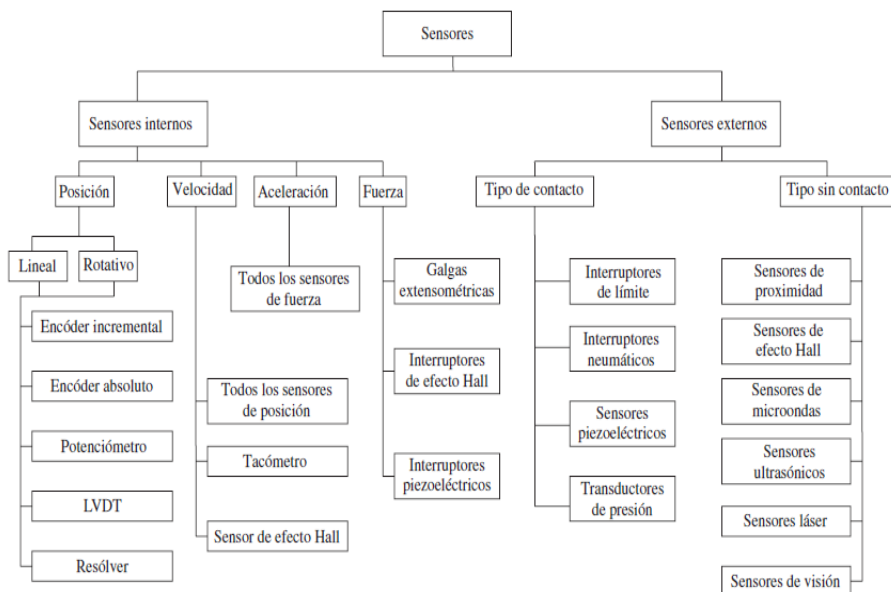 Sensores
Sensores internos
Sensores externos
Posición
Velocidad
Aceleración
Fuerza
Tipo de contacto
Tipo sin contacto
Lineal
Rotativo
Encóder incremental
Encóder absoluto
Potenciómetro
LVDT
Resólver
Todos los sensores
de posición
Tacómetro
Sensor de efecto Hall
Todos los sensores
de fuerza
Galgas
extensométricas
Interruptores
de efecto Hall
Interruptores
piezoeléctricos
Interruptores
de límite
Interruptores
neumáticos
Sensores
piezoeléctricos
Transductores
de presión
Sensores de
proximidad
Sensores de
efecto Hall
Sensores de
microondas
Sensores
ultrasónicos
Sensores láser
Sensores de visión